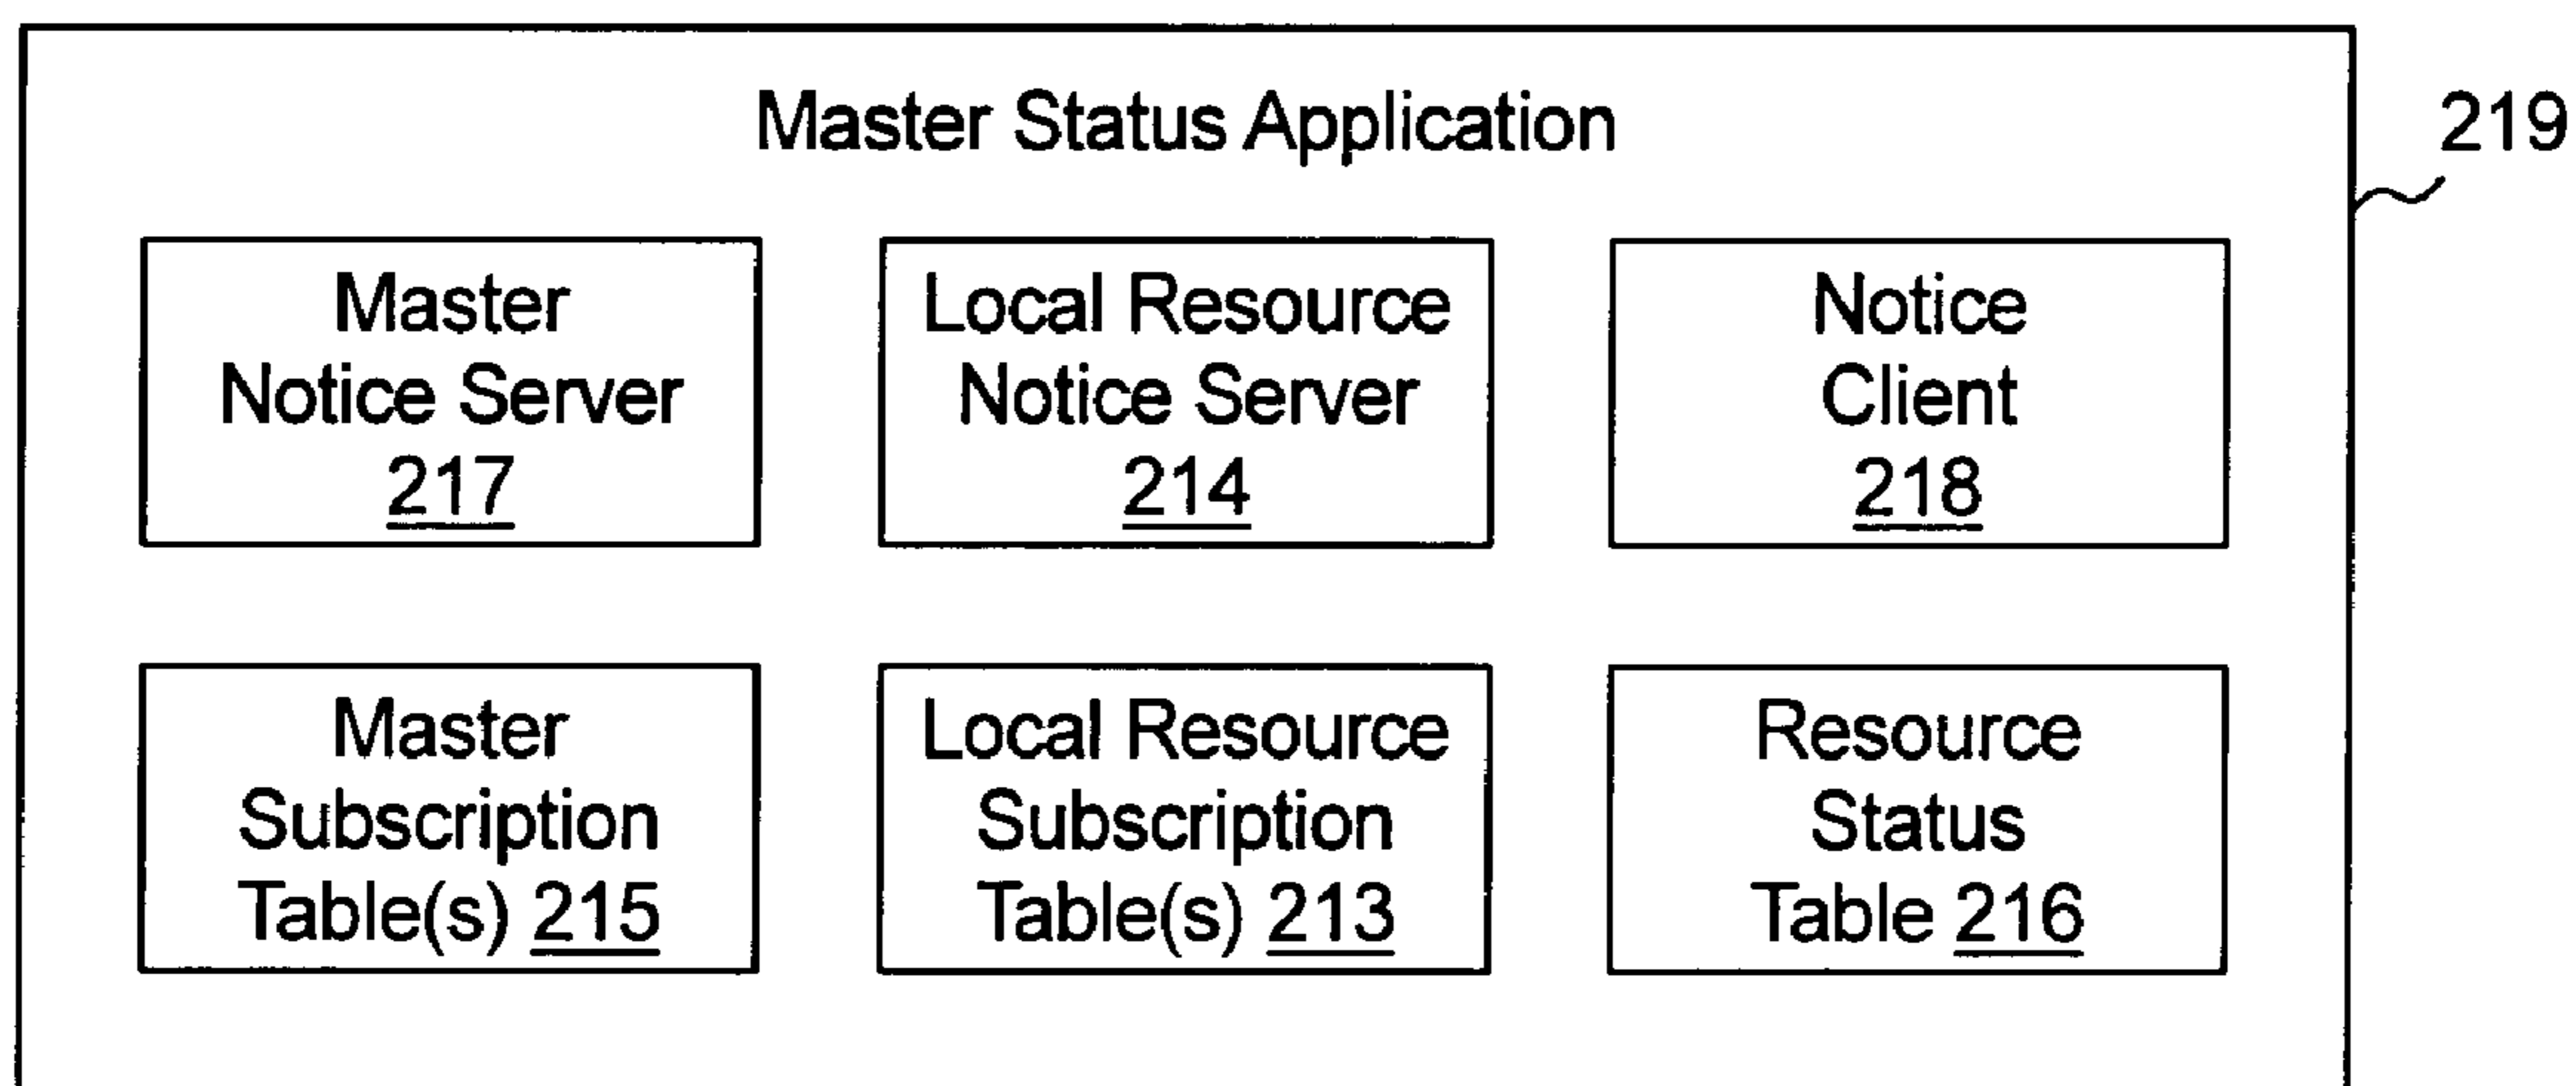 Master Status Application
219
Master
Notice Server
217
Local Resource
Notice Server
214
Notice
Client
218
Master
Subscription
Table(s) 215
Local Resource
Subscription
Table(s) 213
Resource
Status
Table 216